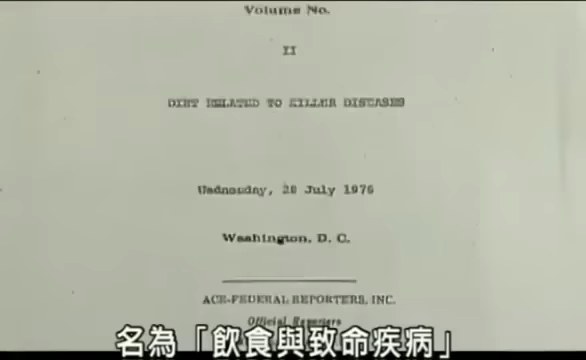 Volume No.
II
DIET RELATED TO KILLER DISEASES
Wednesday, 28 July 1976
Washington, D. C.
ACE-FEDERAL REPORTERS, INC.
Official Reporters
名為「飲食與致命疾病」